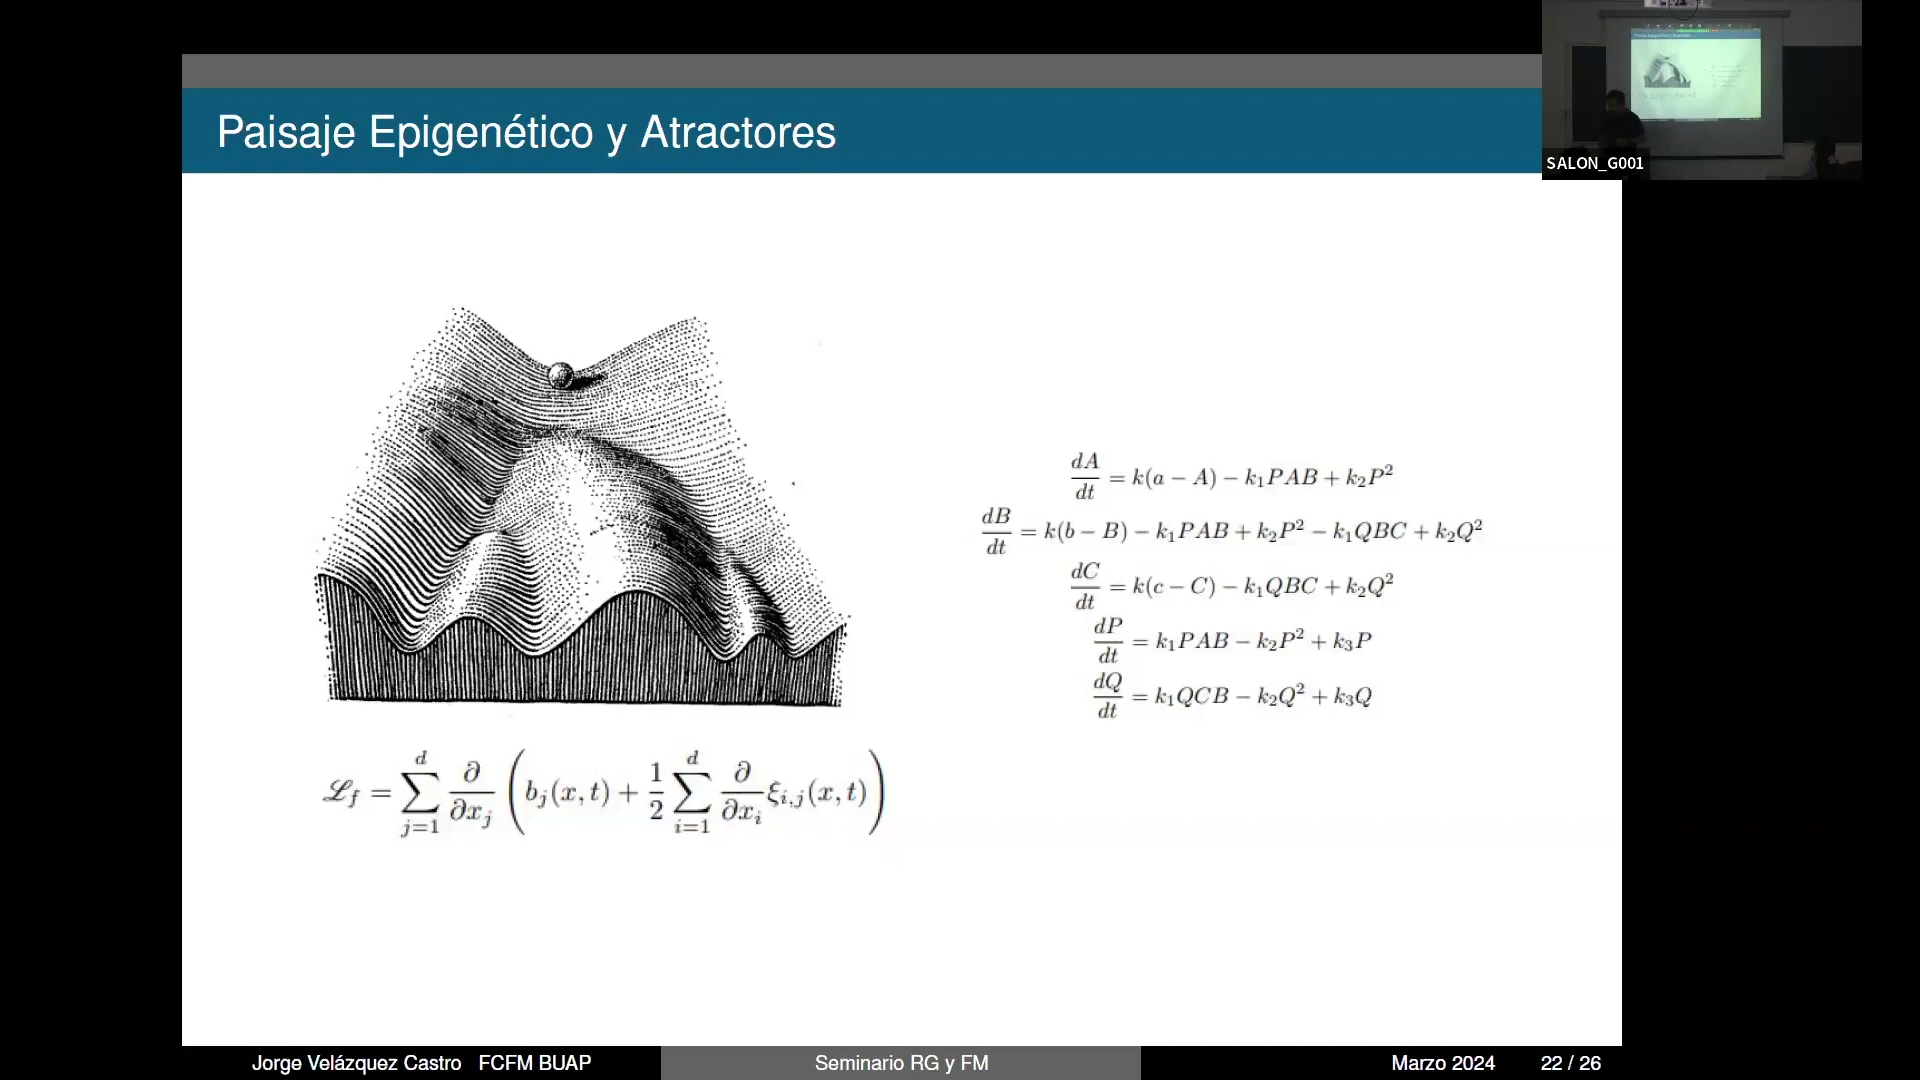 Paisaje Epigenético y Atractores
SALON_G001
dA/dt = k(a − A) − k₁PAB + k₂P²
dB/dt = k(b − B) − k₁PAB + k₂P² − k₁QBC + k₂Q²
dC/dt = k(c − C) − k₁QBC + k₂Q²
dP/dt = k₁PAB − k₂P² + k₃P
dQ/dt = k₁QCB − k₂Q² + k₃Q
ℒ_f = ∑_{j=1}^{d} ∂/∂x_j ( b_j(x, t) + 1/2 ∑_{i=1}^{d} ∂/∂x_i ξ_{i,j}(x, t) )
Jorge Velázquez Castro FCFM BUAP
Seminario RG y FM
Marzo 2024
22 / 26